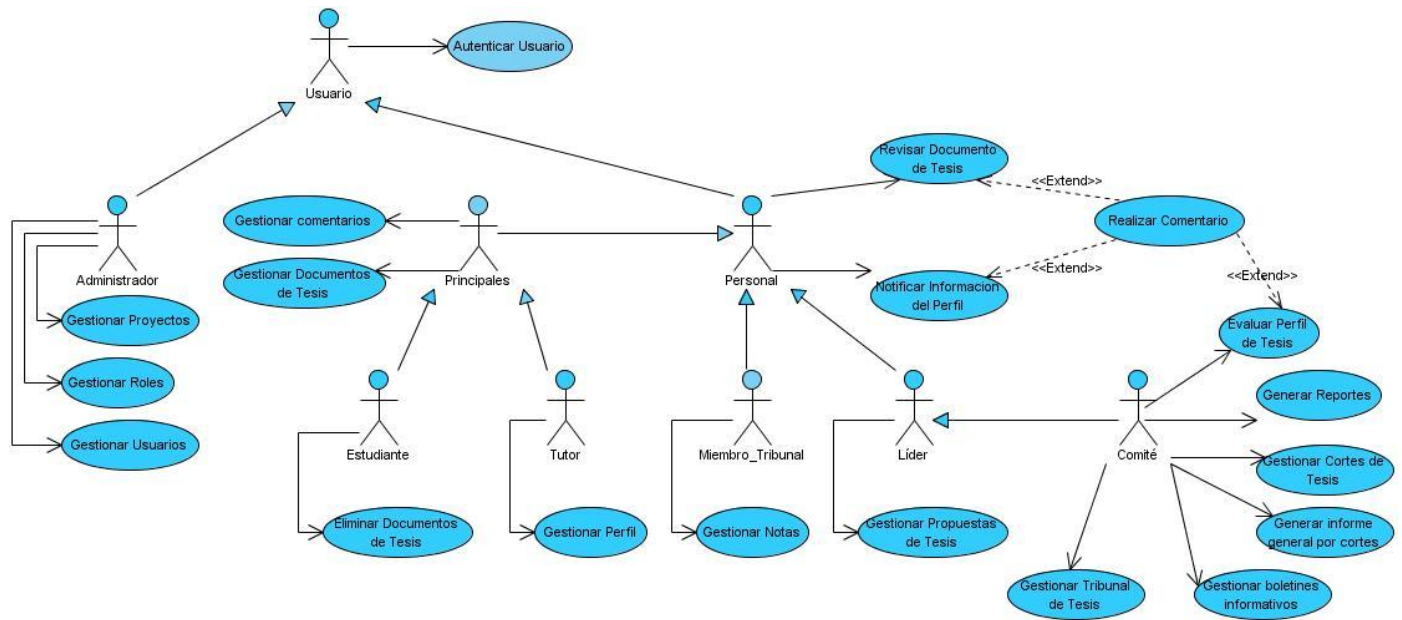 Autenticar Usuario
Usuario
Revisar Documento
de Tesis
<<Extend>>
Gestionar comentarios
Realizar Comentario
Gestionar Documentos
de Tesis
Administrador
Principales
Personal
<<Extend>>
<<Extend>>
Notificar Informacion
del Perfil
Gestionar Proyectos
Evaluar Perfil
de Tesis
Gestionar Roles
Generar Reportes
Gestionar Usuarios
Estudiante
Tutor
Miembro_Tribunal
Líder
Comité
Gestionar Cortes de
Tesis
Eliminar Documentos
de Tesis
Gestionar Perfil
Gestionar Notas
Gestionar Propuestas
de Tesis
Generar informe
general por cortes
Gestionar Tribunal
de Tesis
Gestionar boletines
informativos